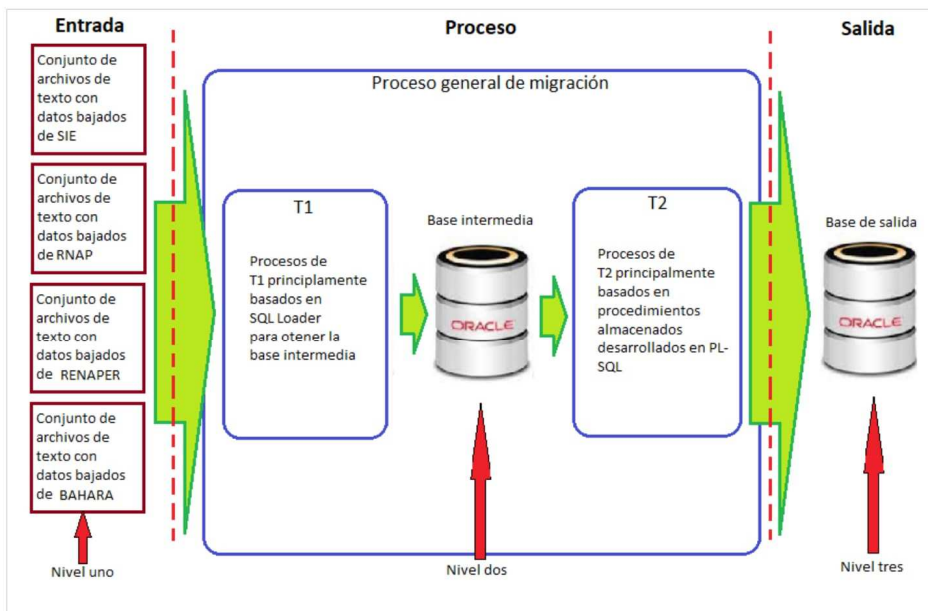 Entrada
Proceso
Salida
Conjunto de
archivos de
texto con
datos bajados
de SIE
Conjunto de
archivos de
texto con
datos bajados
de RNAP
Conjunto de
archivos de
texto con
datos bajados
de RENAPER
Conjunto de
archivos de
texto con
datos bajados
de BAHARA
Nivel uno
Proceso general de migración
T1
Procesos de
T1 principlamente
basados en
SQL Loader
para otener la
base intermedia
Base intermedia
ORACLE
Nivel dos
T2
Procesos de
T2 principalmente
basados en
procedimientos
almacenados
desarrollados en PL-
SQL
Base de salida
ORACLE
Nivel tres